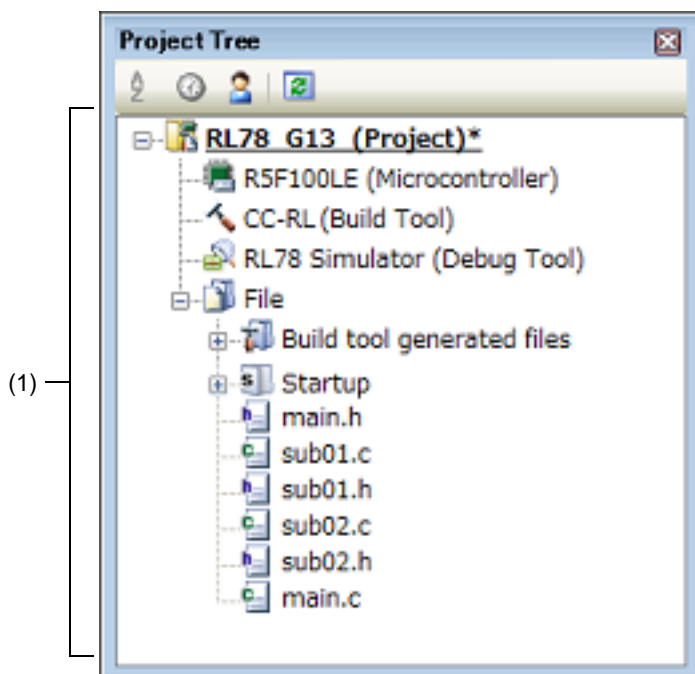 Project Tree
RL78_G13 (Project)*
R5F100LE (Microcontroller)
CC-RL (Build Tool)
RL78 Simulator (Debug Tool)
File
Build tool generated files
Startup
(1)
main.h
sub01.c
sub01.h
sub02.c
sub02.h
main.c